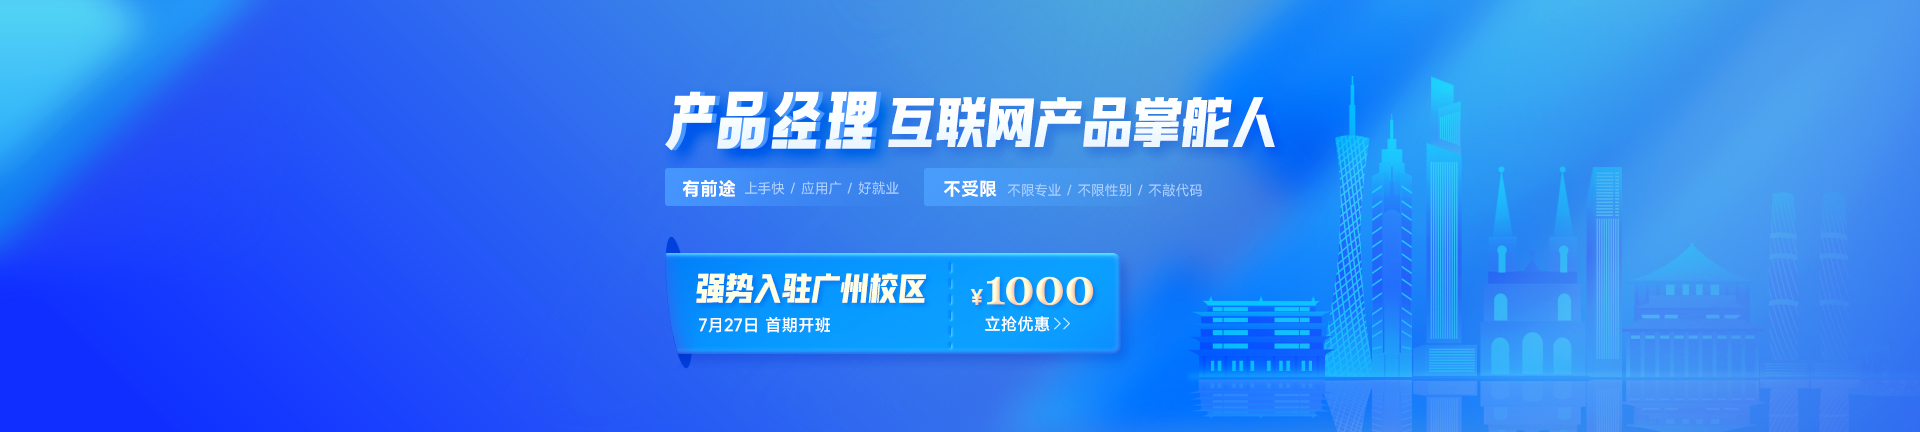 产品经理 互联网产品掌舵人
有前途 上手快 / 应用广 / 好就业 不受限 不限专业 / 不限性别 / 不敲代码
强势入驻广州校区
7月27日 首期开班
¥1000
立抢优惠>>